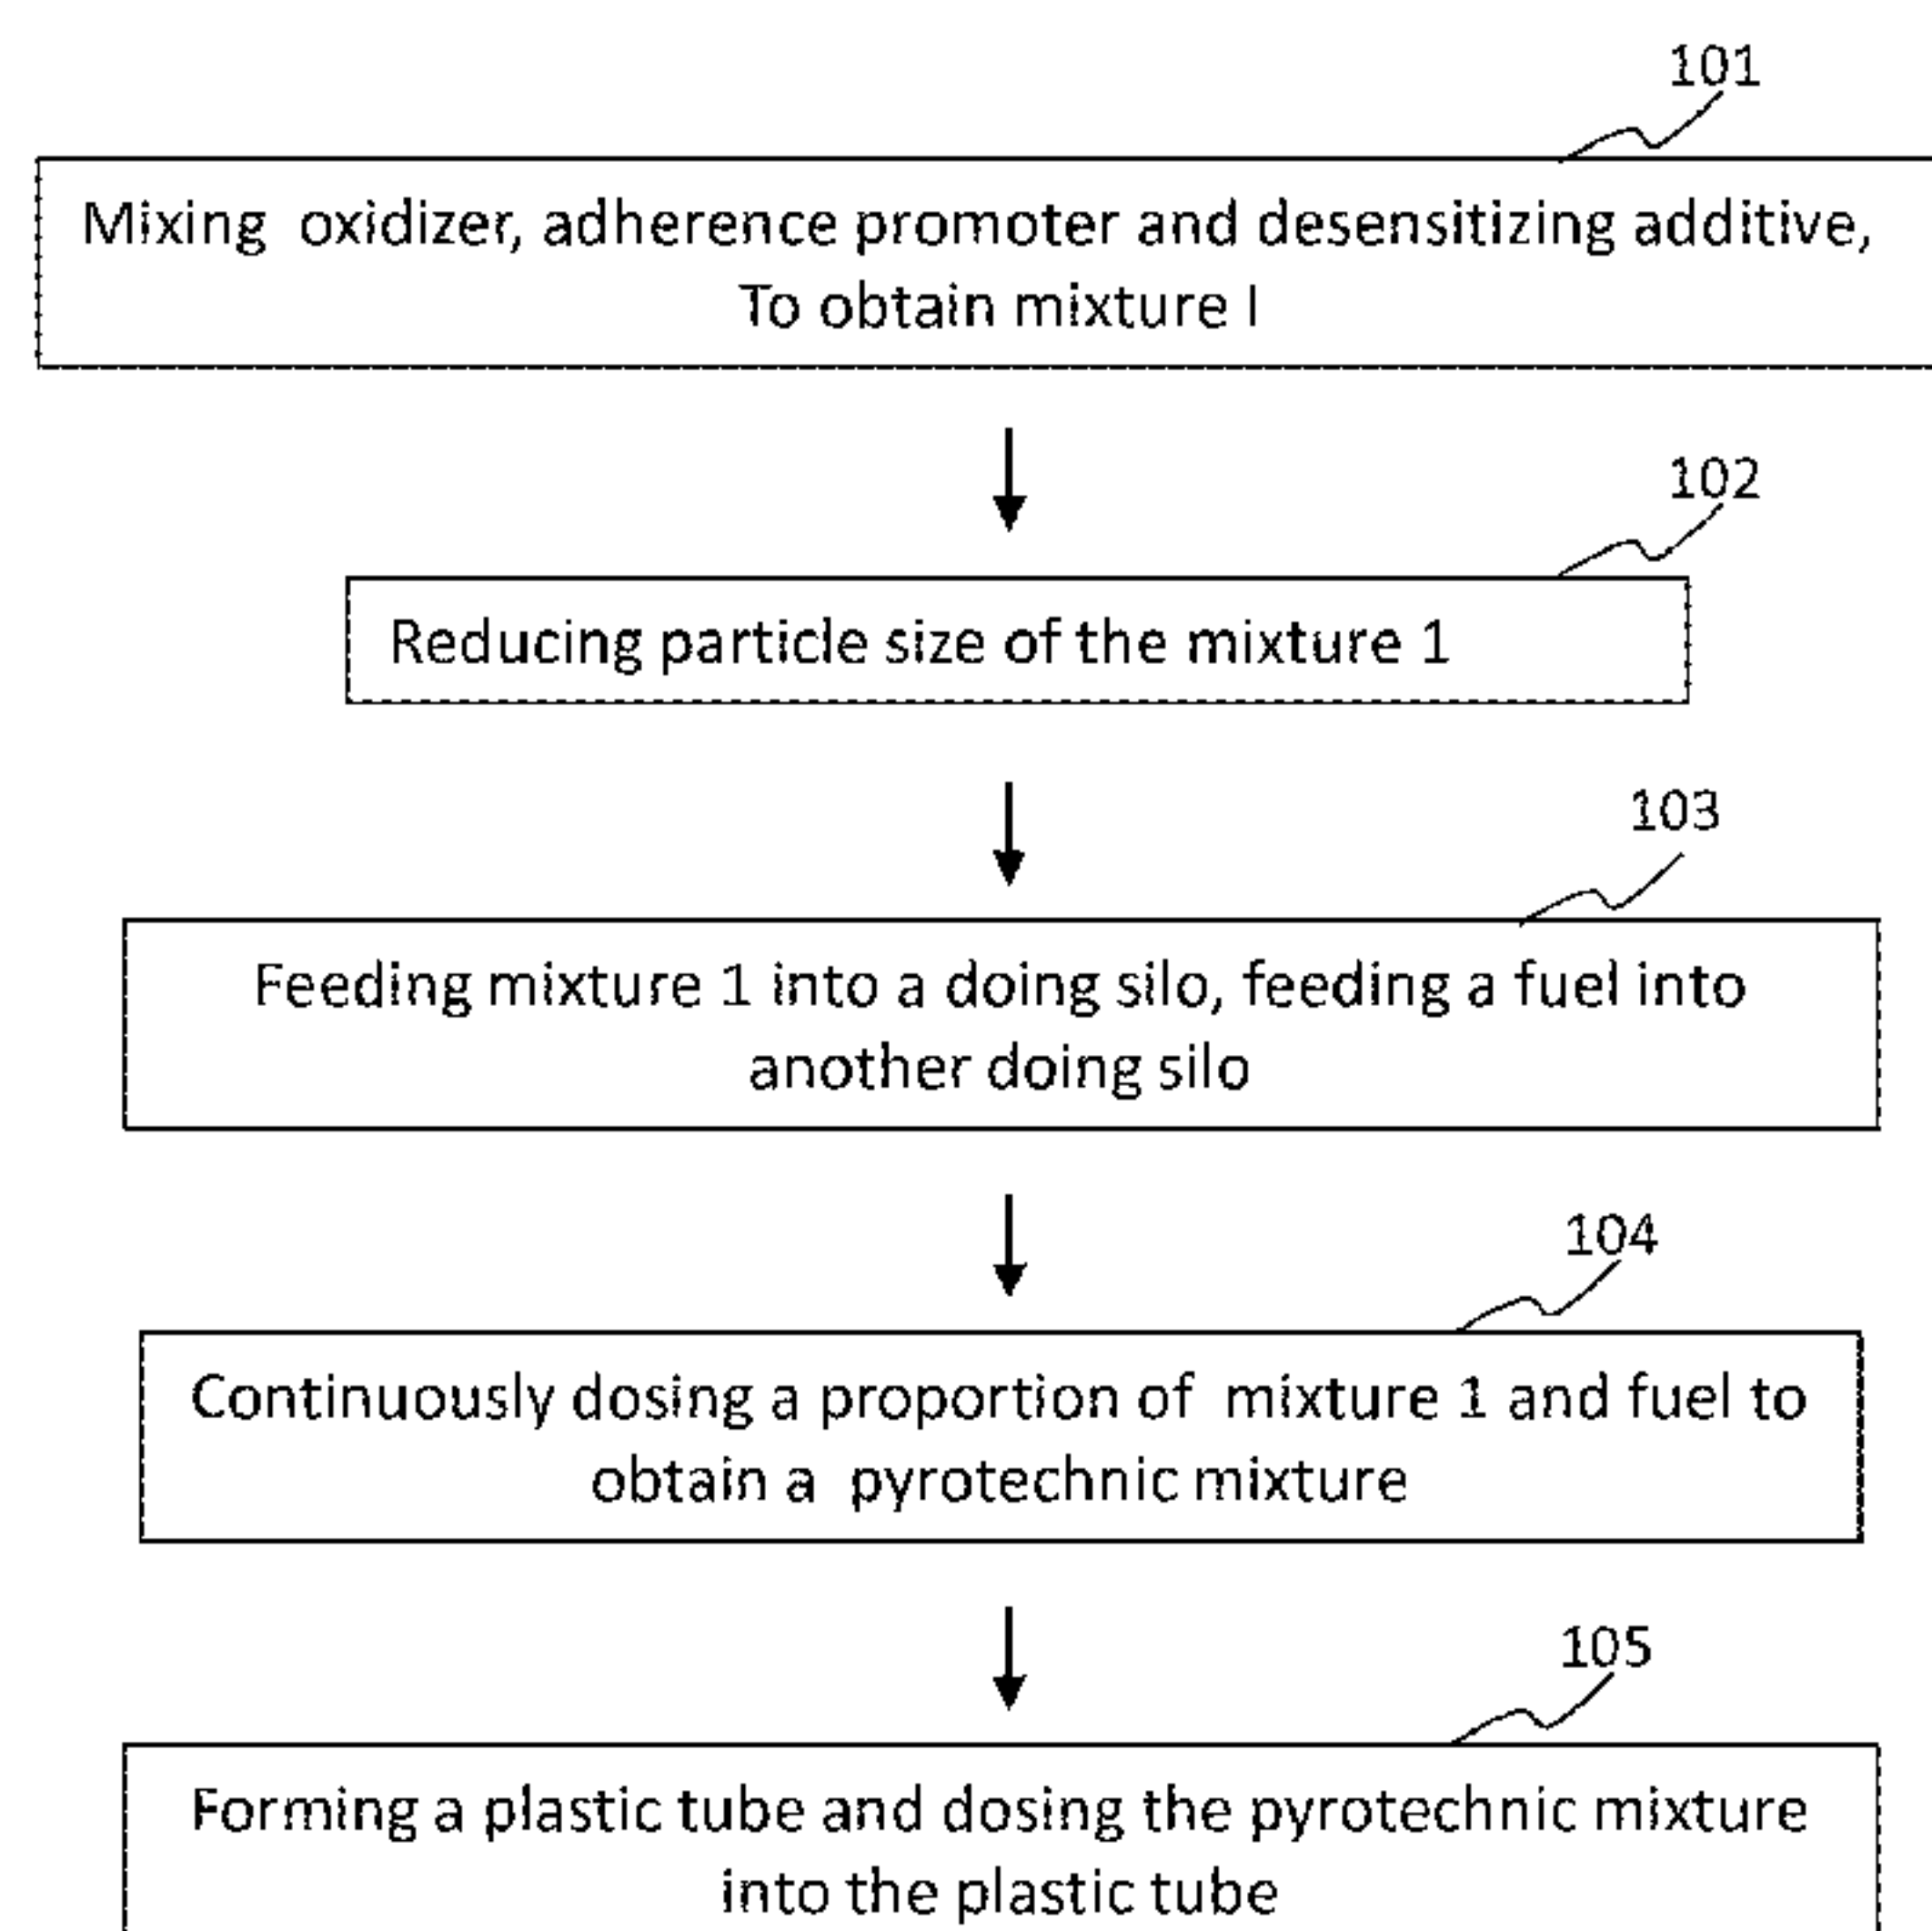 101
Mixing oxidizer, adherence promoter and desensitizing additive,
To obtain mixture I
102
Reducing particle size of the mixture 1
103
Feeding mixture 1 into a doing silo, feeding a fuel into
another doing silo
104
Continuously dosing a proportion of mixture 1 and fuel to
obtain a pyrotechnic mixture
105
Forming a plastic tube and dosing the pyrotechnic mixture
into the plastic tube